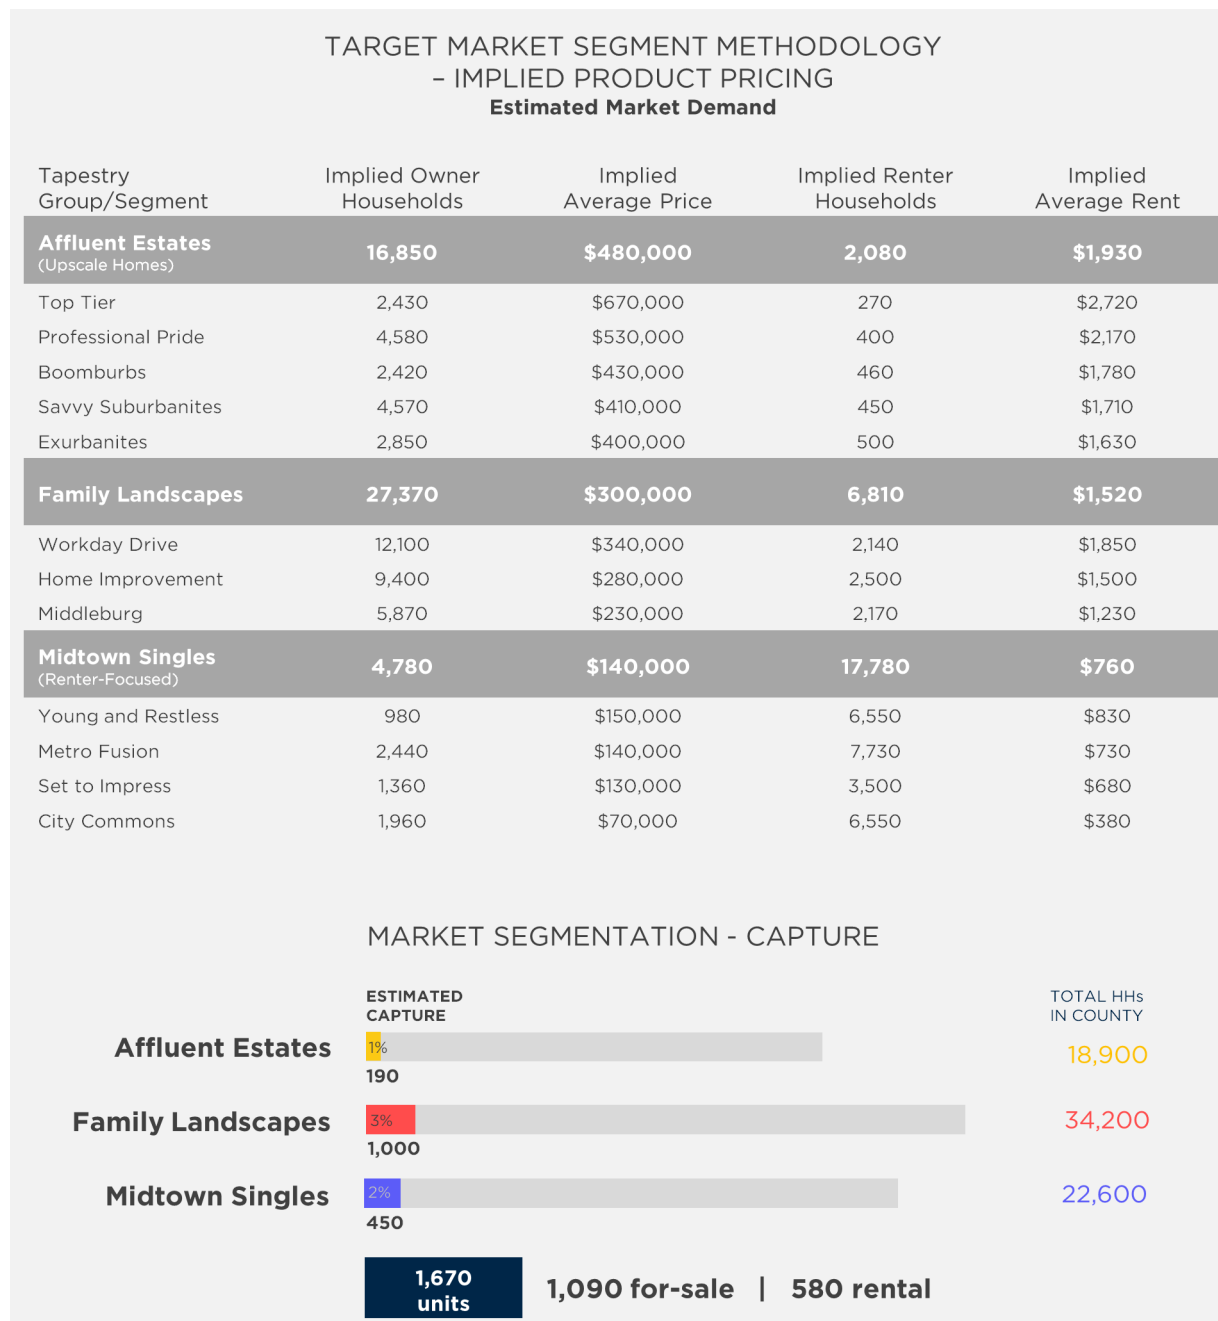 TARGET MARKET SEGMENT METHODOLOGY
– IMPLIED PRODUCT PRICING
Estimated Market Demand
Tapestry Group/Segment Implied Owner Households Implied Average Price Implied Renter Households Implied Average Rent
Affluent Estates (Upscale Homes) 16,850 $480,000 2,080 $1,930
Top Tier 2,430 $670,000 270 $2,720
Professional Pride 4,580 $530,000 400 $2,170
Boomburbs 2,420 $430,000 460 $1,780
Savvy Suburbanites 4,570 $410,000 450 $1,710
Exurbanites 2,850 $400,000 500 $1,630
Family Landscapes 27,370 $300,000 6,810 $1,520
Workday Drive 12,100 $340,000 2,140 $1,850
Home Improvement 9,400 $280,000 2,500 $1,500
Middleburg 5,870 $230,000 2,170 $1,230
Midtown Singles (Renter-Focused) 4,780 $140,000 17,780 $760
Young and Restless 980 $150,000 6,550 $830
Metro Fusion 2,440 $140,000 7,730 $730
Set to Impress 1,360 $130,000 3,500 $680
City Commons 1,960 $70,000 6,550 $380
MARKET SEGMENTATION - CAPTURE
ESTIMATED CAPTURE TOTAL HHs IN COUNTY
Affluent Estates 1% 18,900
190
Family Landscapes 3% 34,200
1,000
Midtown Singles 2% 22,600
450
1,670 units 1,090 for-sale | 580 rental